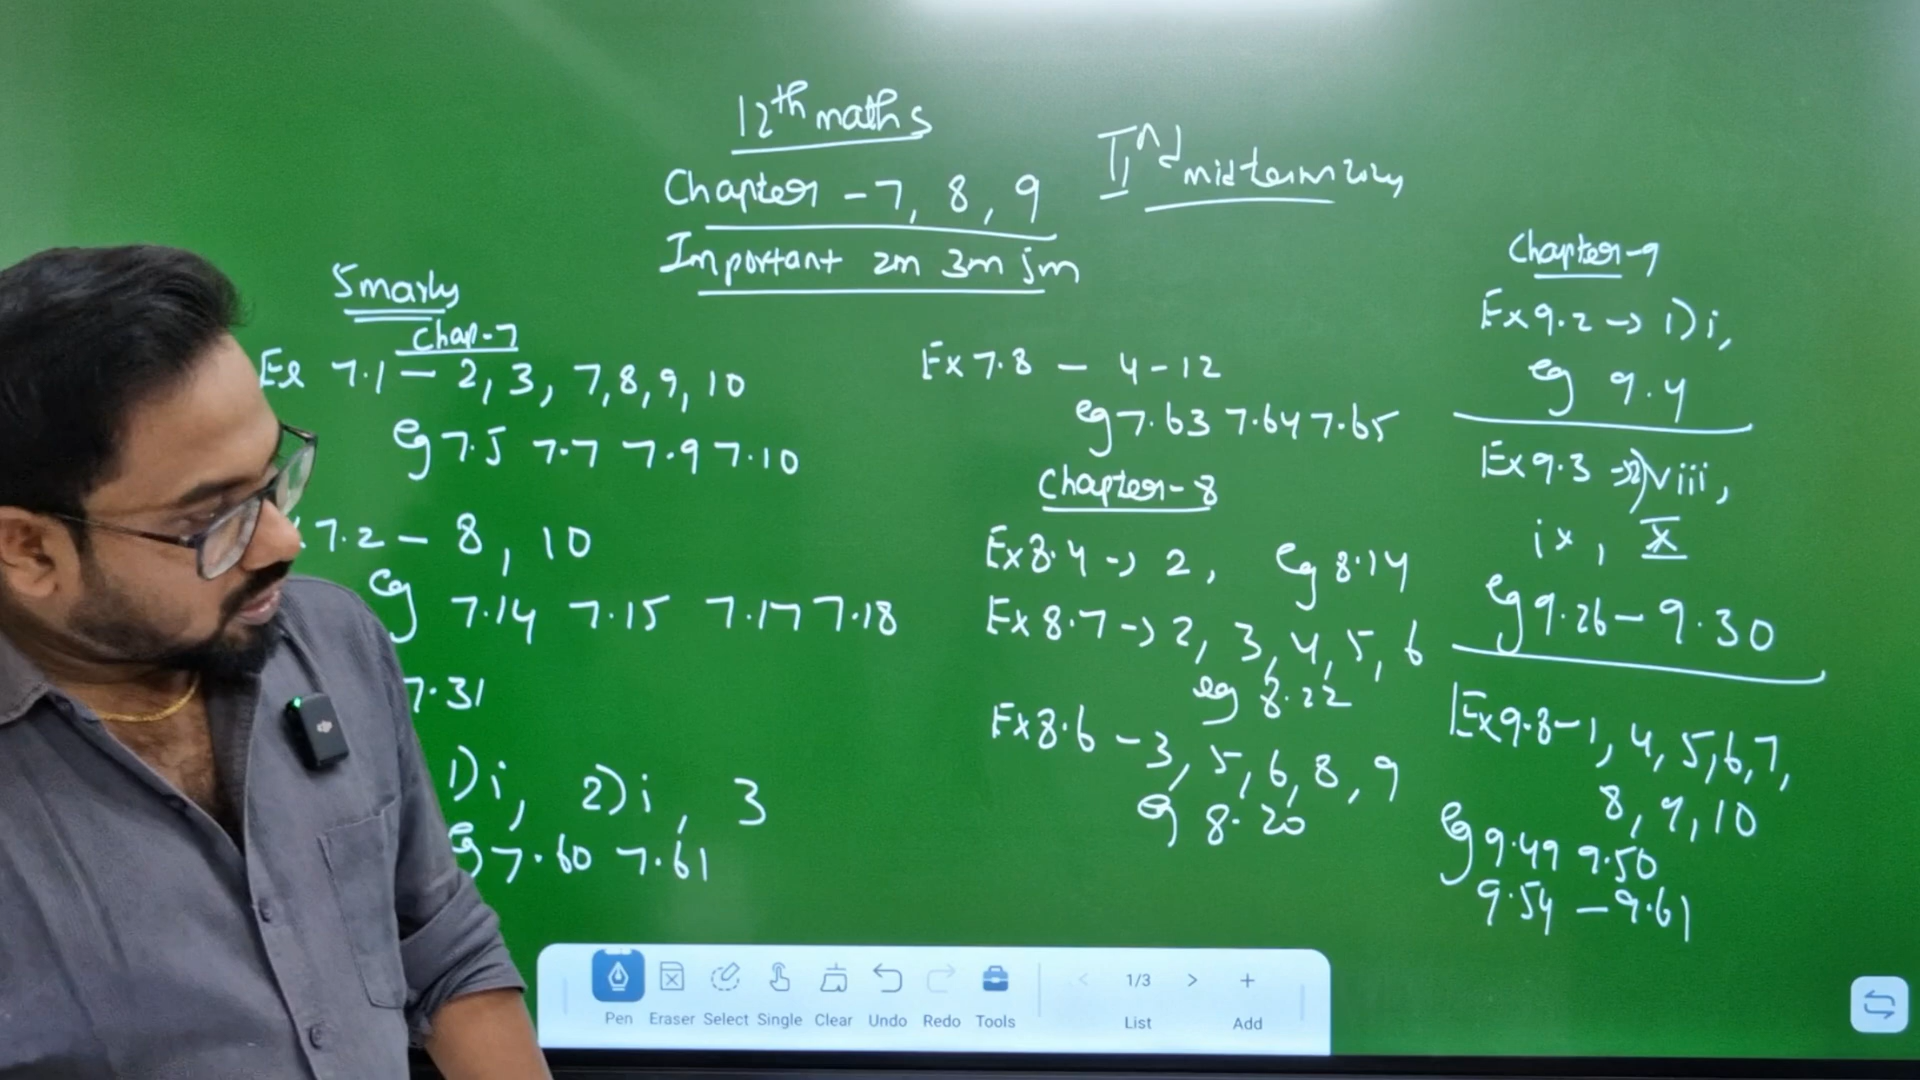 12th maths
Chapter - 7, 8, 9
IInd midterm
Important 2m 3m 5m
5 marks
Chap-7
Ex 7.1 - 2, 3, 7, 8, 9, 10
eg 7.5 7.7 7.9 7.10
7.2 - 8, 10
eg 7.14 7.15 7.17 7.18
7.31
1) i, 2) i, 3
eg 7.60 7.61
Ex 7.8 - 4-12
eg 7.63 7.64 7.65
Chapter-8
Ex 8.4 → 2, eg 8.14
Ex 8.7 → 2, 3, 4, 5, 6
eg 8.22
Ex 8.6 - 3, 5, 6, 8, 9
eg 8.20
Chapter-9
Ex 9.2 → 1) i,
eg 9.4
Ex 9.3 → 2) viii,
ix, X
eg 9.26 - 9.30
Ex 9.8 - 1, 4, 5, 6, 7,
8, 9, 10
eg 9.49 9.50
9.54 - 9.61
1/3
Pen Eraser Select Single Clear Undo Redo Tools List Add